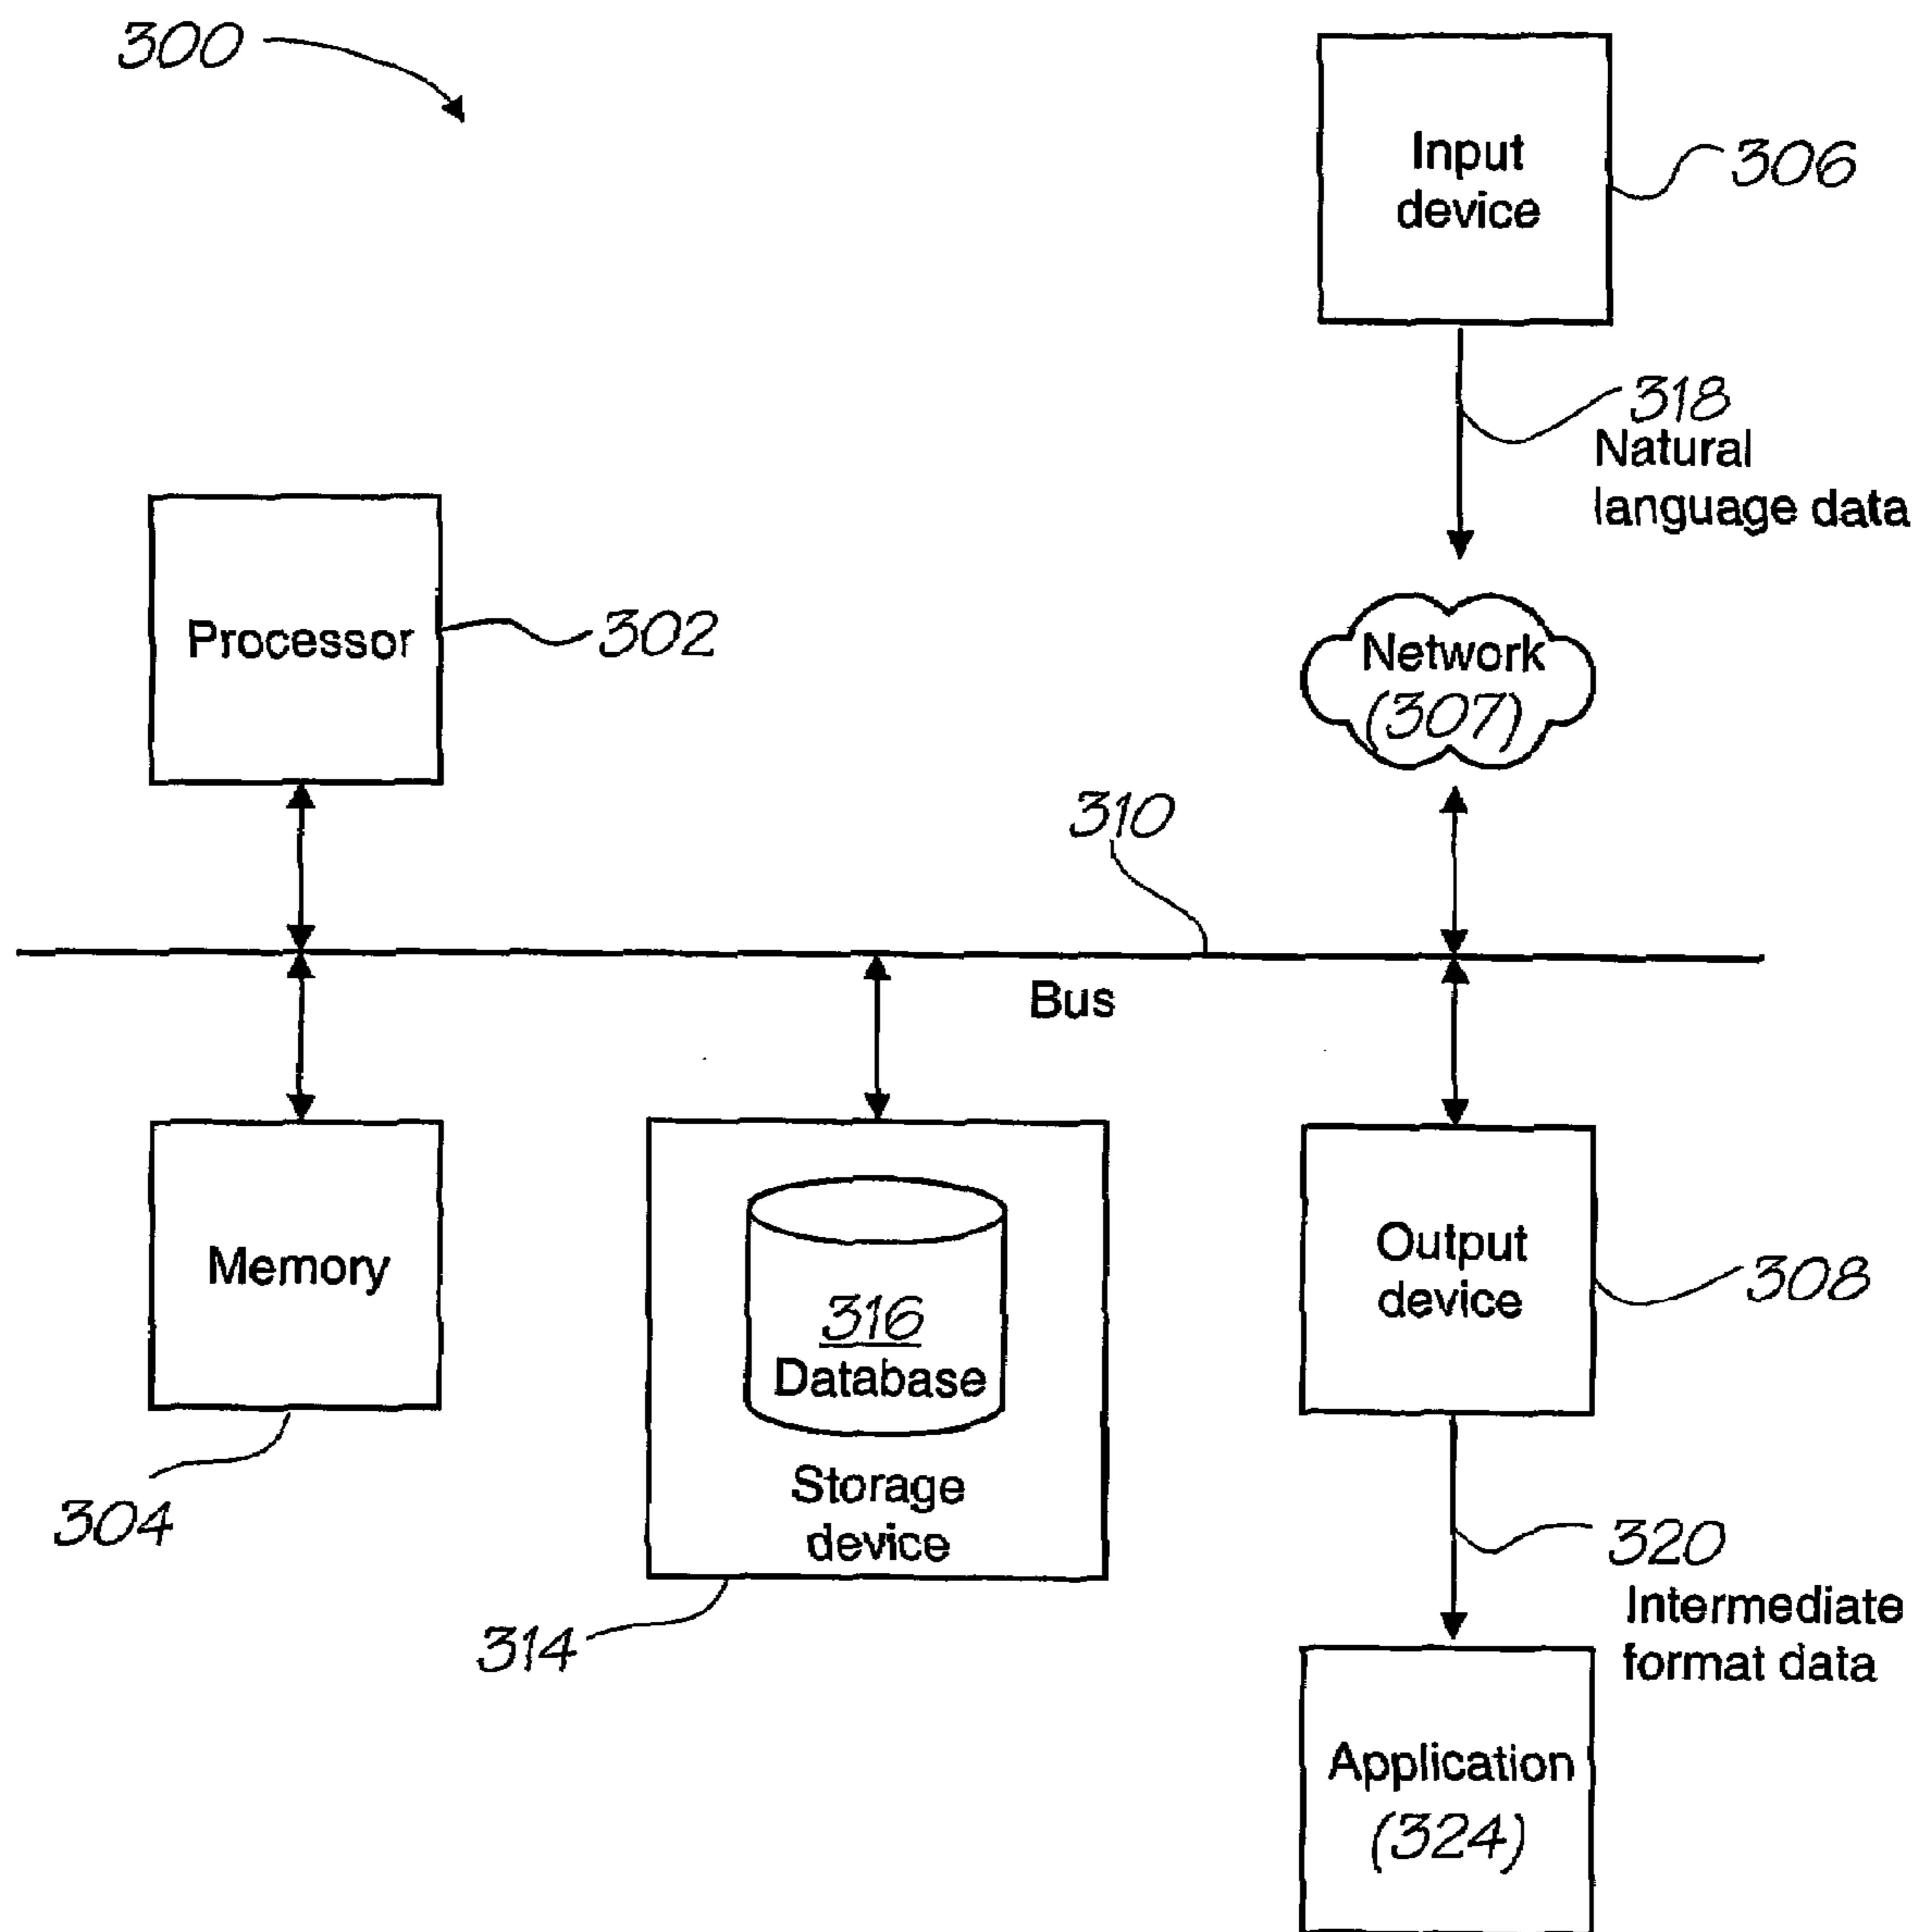 300
Input
device
306
318
Natural
language data
Processor
302
Network
(307)
310
Bus
Memory
304
316
Database
Storage
device
314
Output
device
308
320
Intermediate
format data
Application
(324)